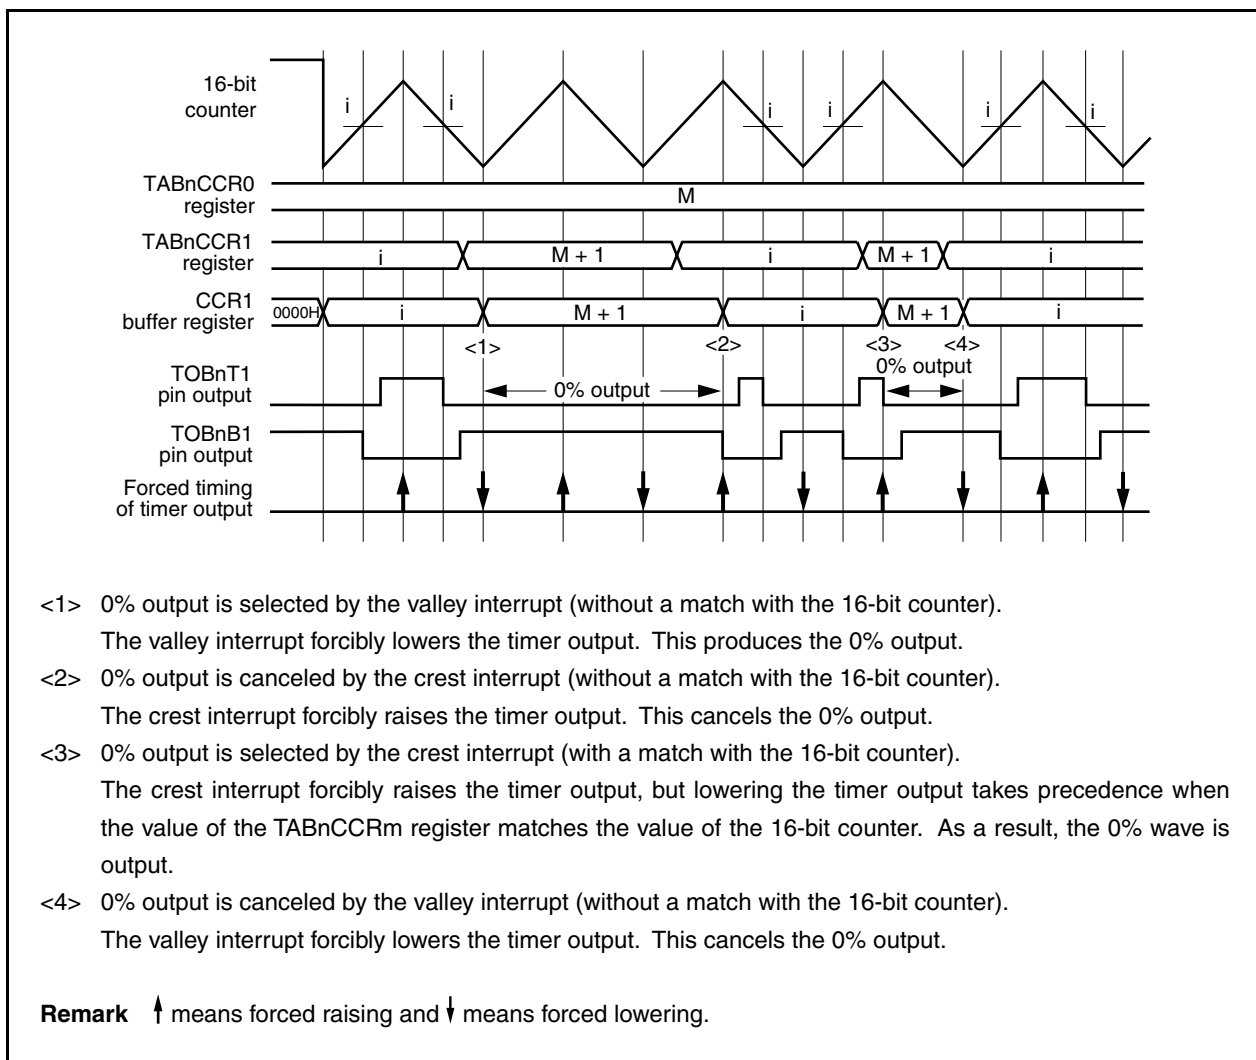 16-bit
counter
i i i i i i
TABnCCR0
register
M
TABnCCR1
register
i M + 1 i M + 1 i
CCR1
buffer register
0000H i M + 1 i M + 1 i
<1> <2> <3> <4>
TOBnT1
pin output
0% output 0% output
TOBnB1
pin output
Forced timing
of timer output
<1> 0% output is selected by the valley interrupt (without a match with the 16-bit counter).
The valley interrupt forcibly lowers the timer output. This produces the 0% output.
<2> 0% output is canceled by the crest interrupt (without a match with the 16-bit counter).
The crest interrupt forcibly raises the timer output. This cancels the 0% output.
<3> 0% output is selected by the crest interrupt (with a match with the 16-bit counter).
The crest interrupt forcibly raises the timer output, but lowering the timer output takes precedence when
the value of the TABnCCRm register matches the value of the 16-bit counter. As a result, the 0% wave is
output.
<4> 0% output is canceled by the valley interrupt (without a match with the 16-bit counter).
The valley interrupt forcibly lowers the timer output. This cancels the 0% output.
Remark ↑ means forced raising and ↓ means forced lowering.